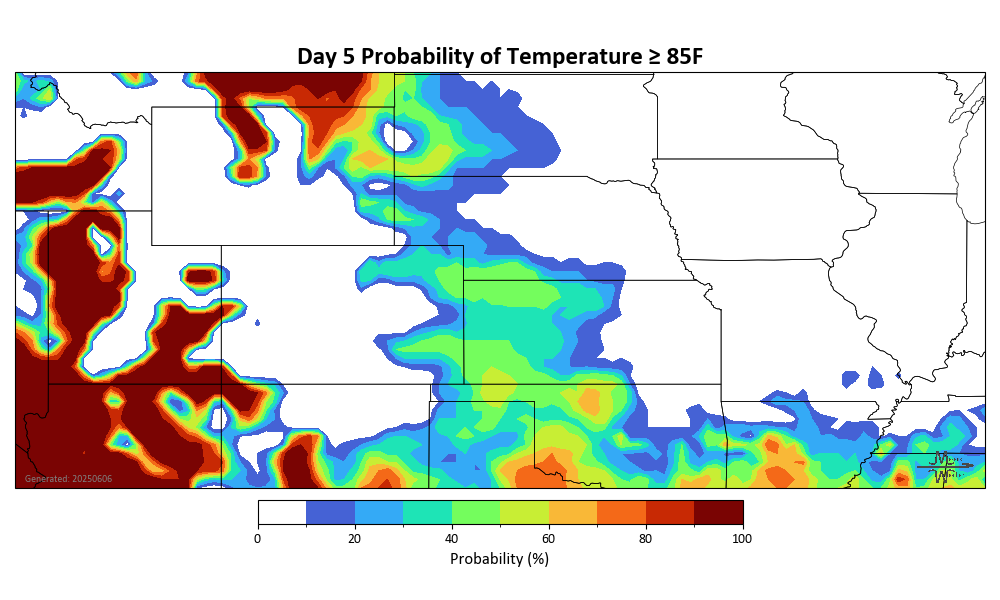 Day 5 Probability of Temperature ≥ 85F
Generated: 20250606
0 20 40 60 80 100
Probability (%)